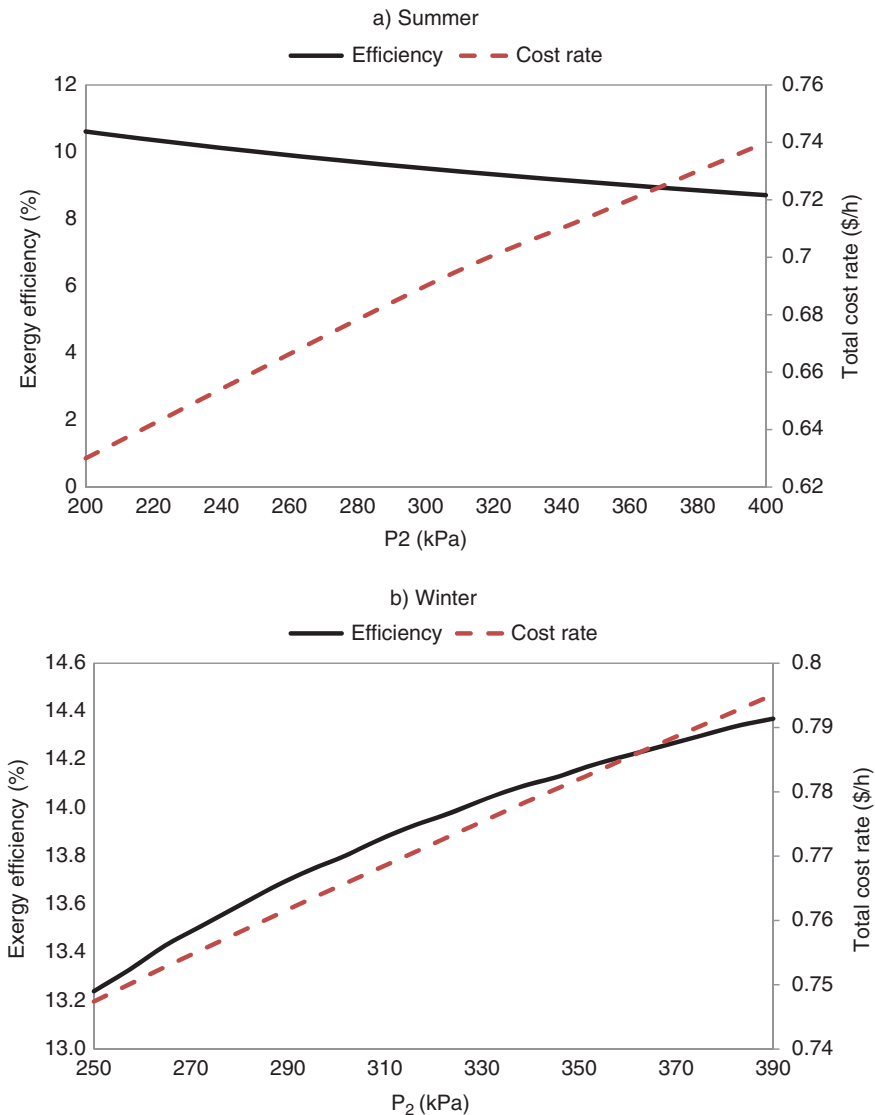 a) Summer
Efficiency Cost rate
12
10
8
6
4
2
0
Exergy efficiency (%)
0.76
0.74
0.72
0.7
0.68
0.66
0.64
0.62
Total cost rate ($/h)
200 220 240 260 280 300 320 340 360 380 400
P2 (kPa)
b) Winter
Efficiency Cost rate
14.6
14.4
14.2
14.0
13.8
13.6
13.4
13.2
13.0
Exergy efficiency (%)
0.8
0.79
0.78
0.77
0.76
0.75
0.74
Total cost rate ($/h)
250 270 290 310 330 350 370 390
P₂ (kPa)